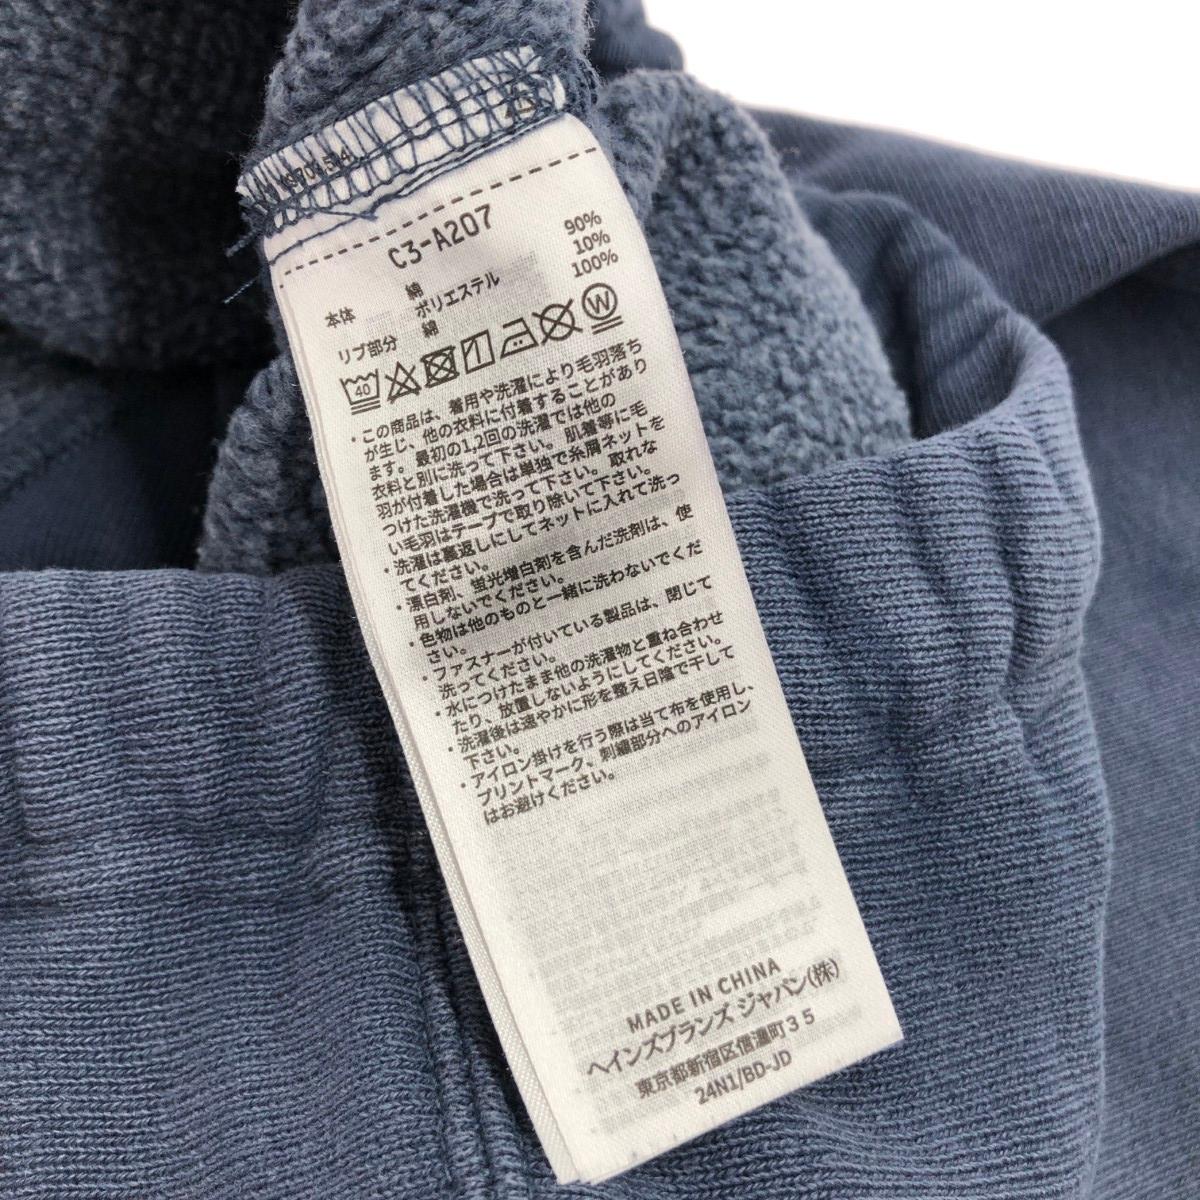 C3-A207
本体 綿 90%
ポリエステル 10%
リブ部分 綿 100%
40 W
・この商品は、着用や洗濯により毛羽落ち
が生じ、他の衣料に付着することがあり
ます。最初の1,2回の洗濯では他の
衣料と別に洗って下さい。肌着等に毛
羽が付着した場合は単独で糸屑ネットを
つけた洗濯機で洗って下さい。取れな
い毛羽はテープで取り除いて下さい。
・洗濯は裏返しにしてネットに入れて洗っ
てください。
・漂白剤、蛍光増白剤を含んだ洗剤は、使
用しないでください。
・色物は他のものと一緒に洗わないでくだ
さい。
・ファスナーが付いている製品は、閉じて
洗ってください。
・水につけたまま他の洗濯物と重ね合わせ
たり、放置しないようにしてください。
・洗濯後は速やかに形を整え日陰で干して
下さい。
・アイロン掛けを行う際は当て布を使用し、
プリントマーク、刺繍部分へのアイロン
はお避けください。
MADE IN CHINA
ヘインズブランズ ジャパン(株)
東京都新宿区信濃町35
24N1/BD-JD